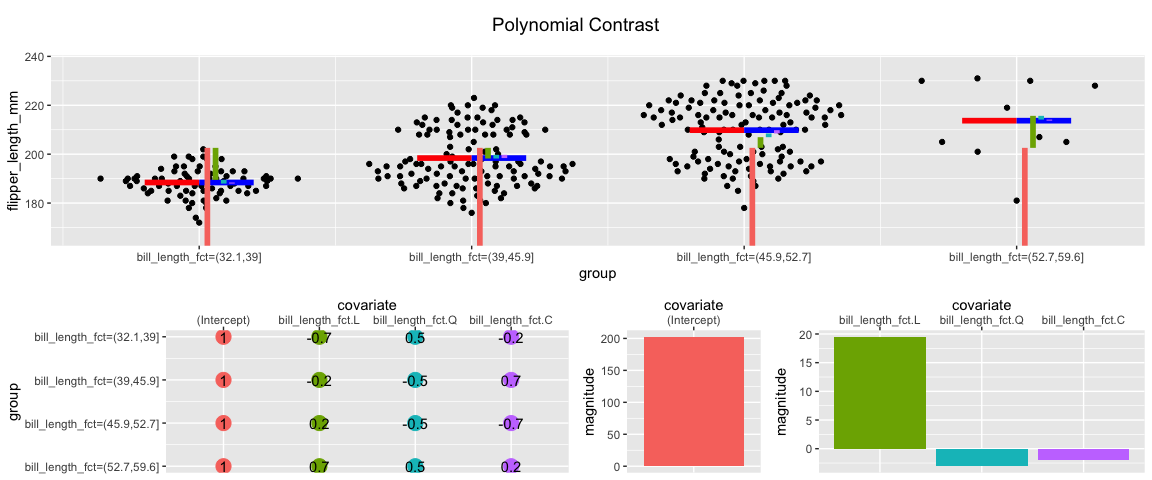 Polynomial Contrast
flipper_length_mm
240
220
200
180
bill_length_fct=(32.1,39] bill_length_fct=(39,45.9] bill_length_fct=(45.9,52.7] bill_length_fct=(52.7,59.6]
group
covariate
(Intercept) bill_length_fct.L bill_length_fct.Q bill_length_fct.C
group
bill_length_fct=(32.1,39] 1 -0.7 0.5 -0.2
bill_length_fct=(39,45.9] 1 -0.2 -0.5 0.7
bill_length_fct=(45.9,52.7] 1 0.2 -0.5 -0.7
bill_length_fct=(52.7,59.6] 1 0.7 0.5 0.2
covariate
(Intercept)
magnitude
200
150
100
50
0
covariate
bill_length_fct.L bill_length_fct.Q bill_length_fct.C
magnitude
20
15
10
5
0